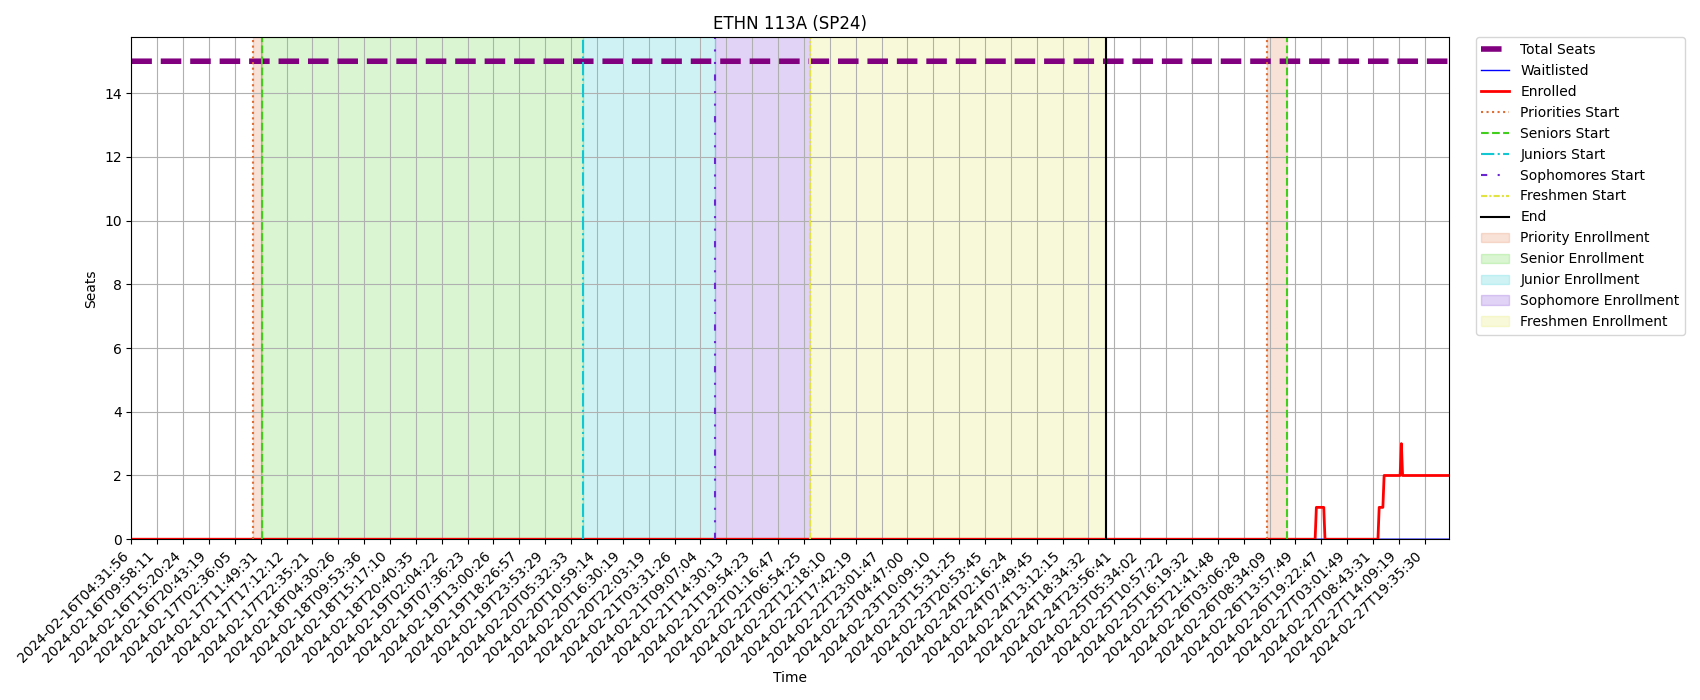 ETHN 113A (SP24)
Total Seats
Waitlisted
Enrolled
Priorities Start
Seniors Start
Juniors Start
Sophomores Start
Freshmen Start
End
Priority Enrollment
Senior Enrollment
Junior Enrollment
Sophomore Enrollment
Freshmen Enrollment
Seats
14
12
10
8
6
4
2
0
2024-02-16T04:31:56
2024-02-16T09:58:11
2024-02-16T15:20:24
2024-02-16T20:43:19
2024-02-17T02:36:05
2024-02-17T11:49:31
2024-02-17T17:12:12
2024-02-17T22:35:21
2024-02-18T04:30:26
2024-02-18T09:53:36
2024-02-18T15:17:10
2024-02-18T20:40:35
2024-02-19T02:04:22
2024-02-19T07:36:23
2024-02-19T13:00:26
2024-02-19T18:26:57
2024-02-19T23:53:29
2024-02-20T05:32:33
2024-02-20T10:59:14
2024-02-20T16:30:19
2024-02-20T22:03:19
2024-02-21T03:31:26
2024-02-21T09:07:04
2024-02-21T14:30:13
2024-02-21T19:54:23
2024-02-22T01:16:47
2024-02-22T06:54:25
2024-02-22T12:18:10
2024-02-22T17:42:19
2024-02-22T23:01:47
2024-02-23T04:47:00
2024-02-23T10:09:10
2024-02-23T15:31:25
2024-02-23T20:53:45
2024-02-24T02:16:24
2024-02-24T07:49:45
2024-02-24T13:12:15
2024-02-24T18:34:32
2024-02-24T23:56:41
2024-02-25T05:34:02
2024-02-25T10:57:22
2024-02-25T16:19:32
2024-02-25T21:41:48
2024-02-26T03:06:28
2024-02-26T08:34:09
2024-02-26T13:57:49
2024-02-26T19:22:47
2024-02-27T03:01:49
2024-02-27T08:43:31
2024-02-27T14:09:19
2024-02-27T19:35:30
Time